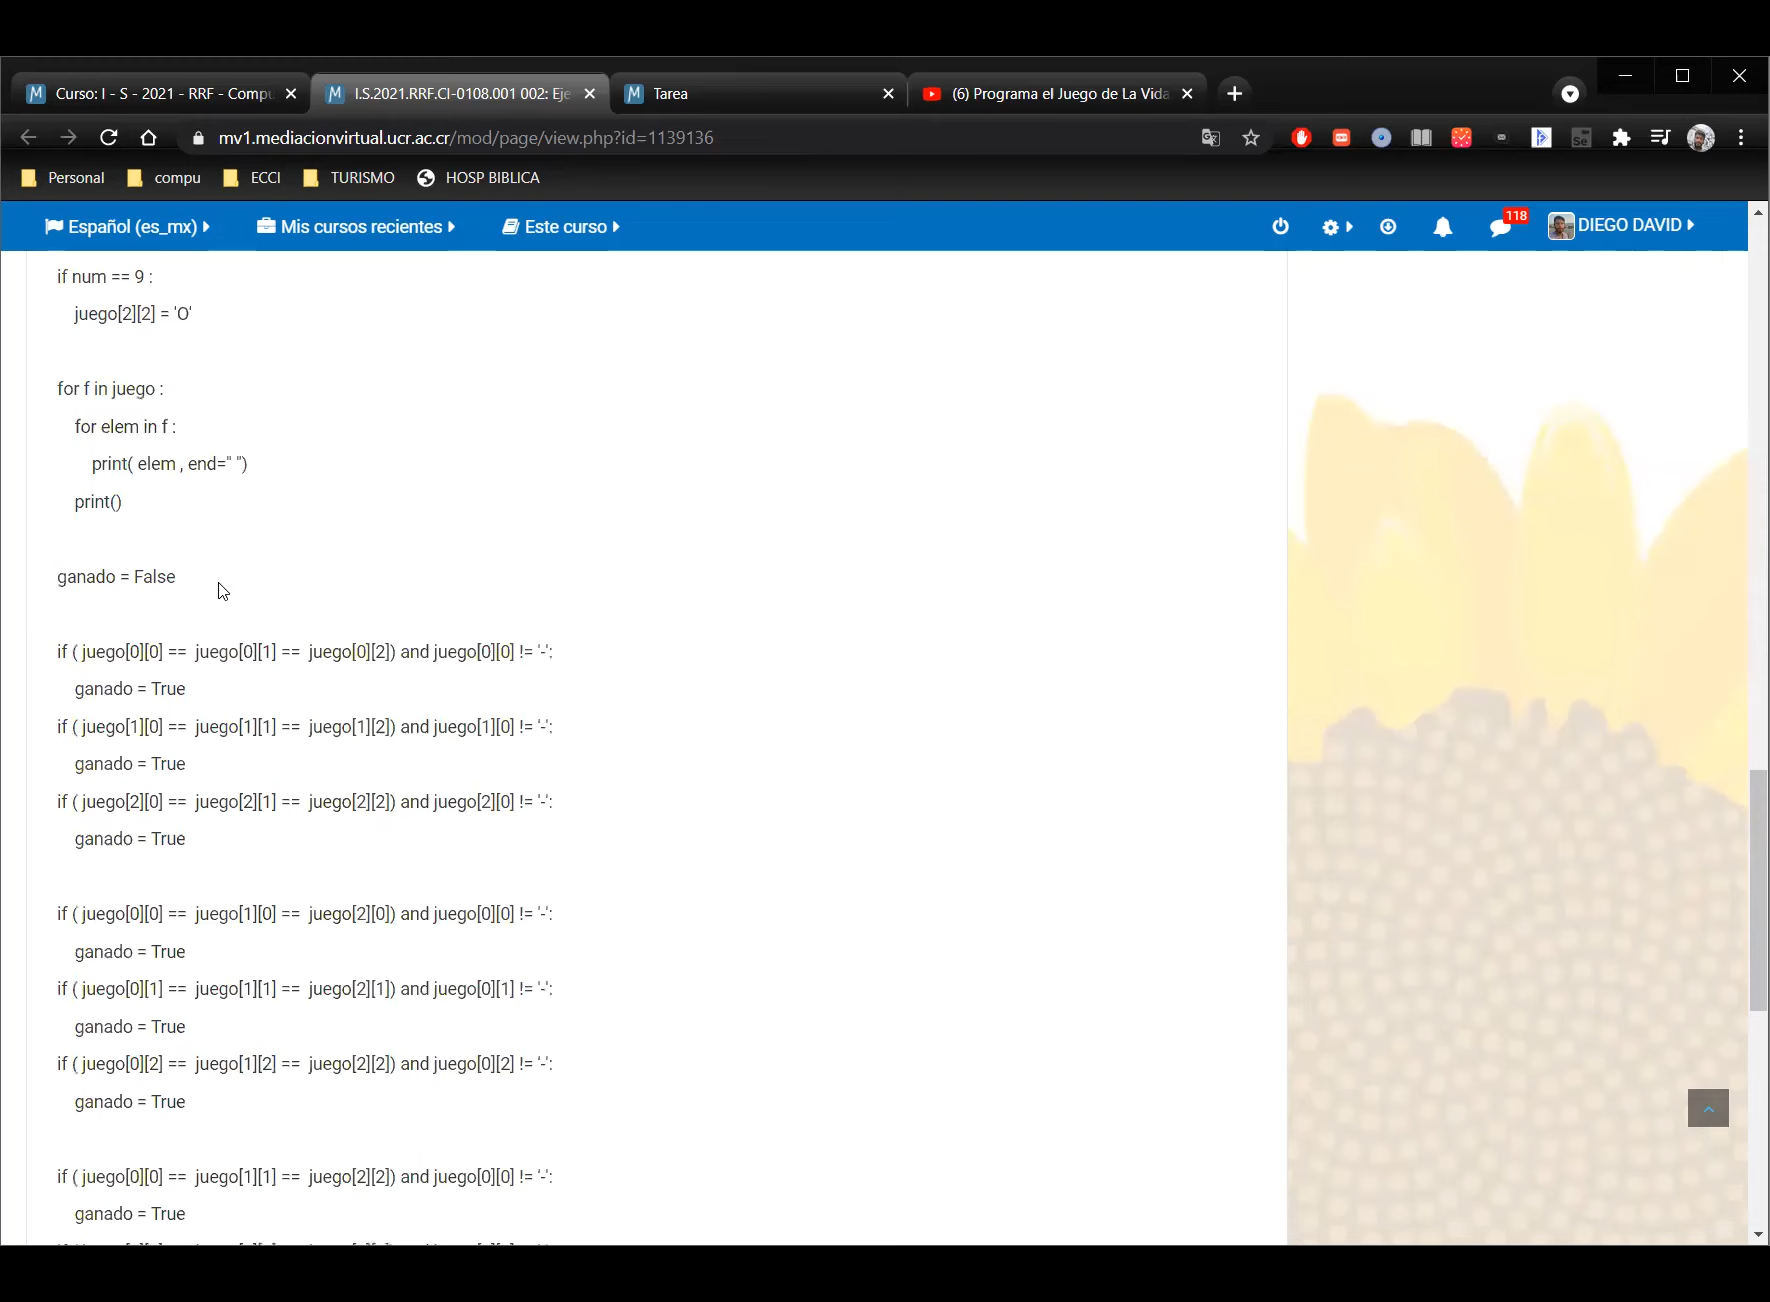 Curso: I - S - 2021 - RRF - Compu
I.S.2021.RRF.CI-0108.001 002: Eje
Tarea
(6) Programa el Juego de La Vida
mv1.mediacionvirtual.ucr.ac.cr/mod/page/view.php?id=1139136
Personal
compu
ECCI
TURISMO
HOSP BIBLICA
Español (es_mx)
Mis cursos recientes
Este curso
118
DIEGO DAVID
if num == 9 :
juego[2][2] = 'O'
for f in juego :
for elem in f :
print( elem , end=" ")
print()
ganado = False
if ( juego[0][0] == juego[0][1] == juego[0][2]) and juego[0][0] != '-':
ganado = True
if ( juego[1][0] == juego[1][1] == juego[1][2]) and juego[1][0] != '-':
ganado = True
if ( juego[2][0] == juego[2][1] == juego[2][2]) and juego[2][0] != '-':
ganado = True
if ( juego[0][0] == juego[1][0] == juego[2][0]) and juego[0][0] != '-':
ganado = True
if ( juego[0][1] == juego[1][1] == juego[2][1]) and juego[0][1] != '-':
ganado = True
if ( juego[0][2] == juego[1][2] == juego[2][2]) and juego[0][2] != '-':
ganado = True
if ( juego[0][0] == juego[1][1] == juego[2][2]) and juego[0][0] != '-':
ganado = True